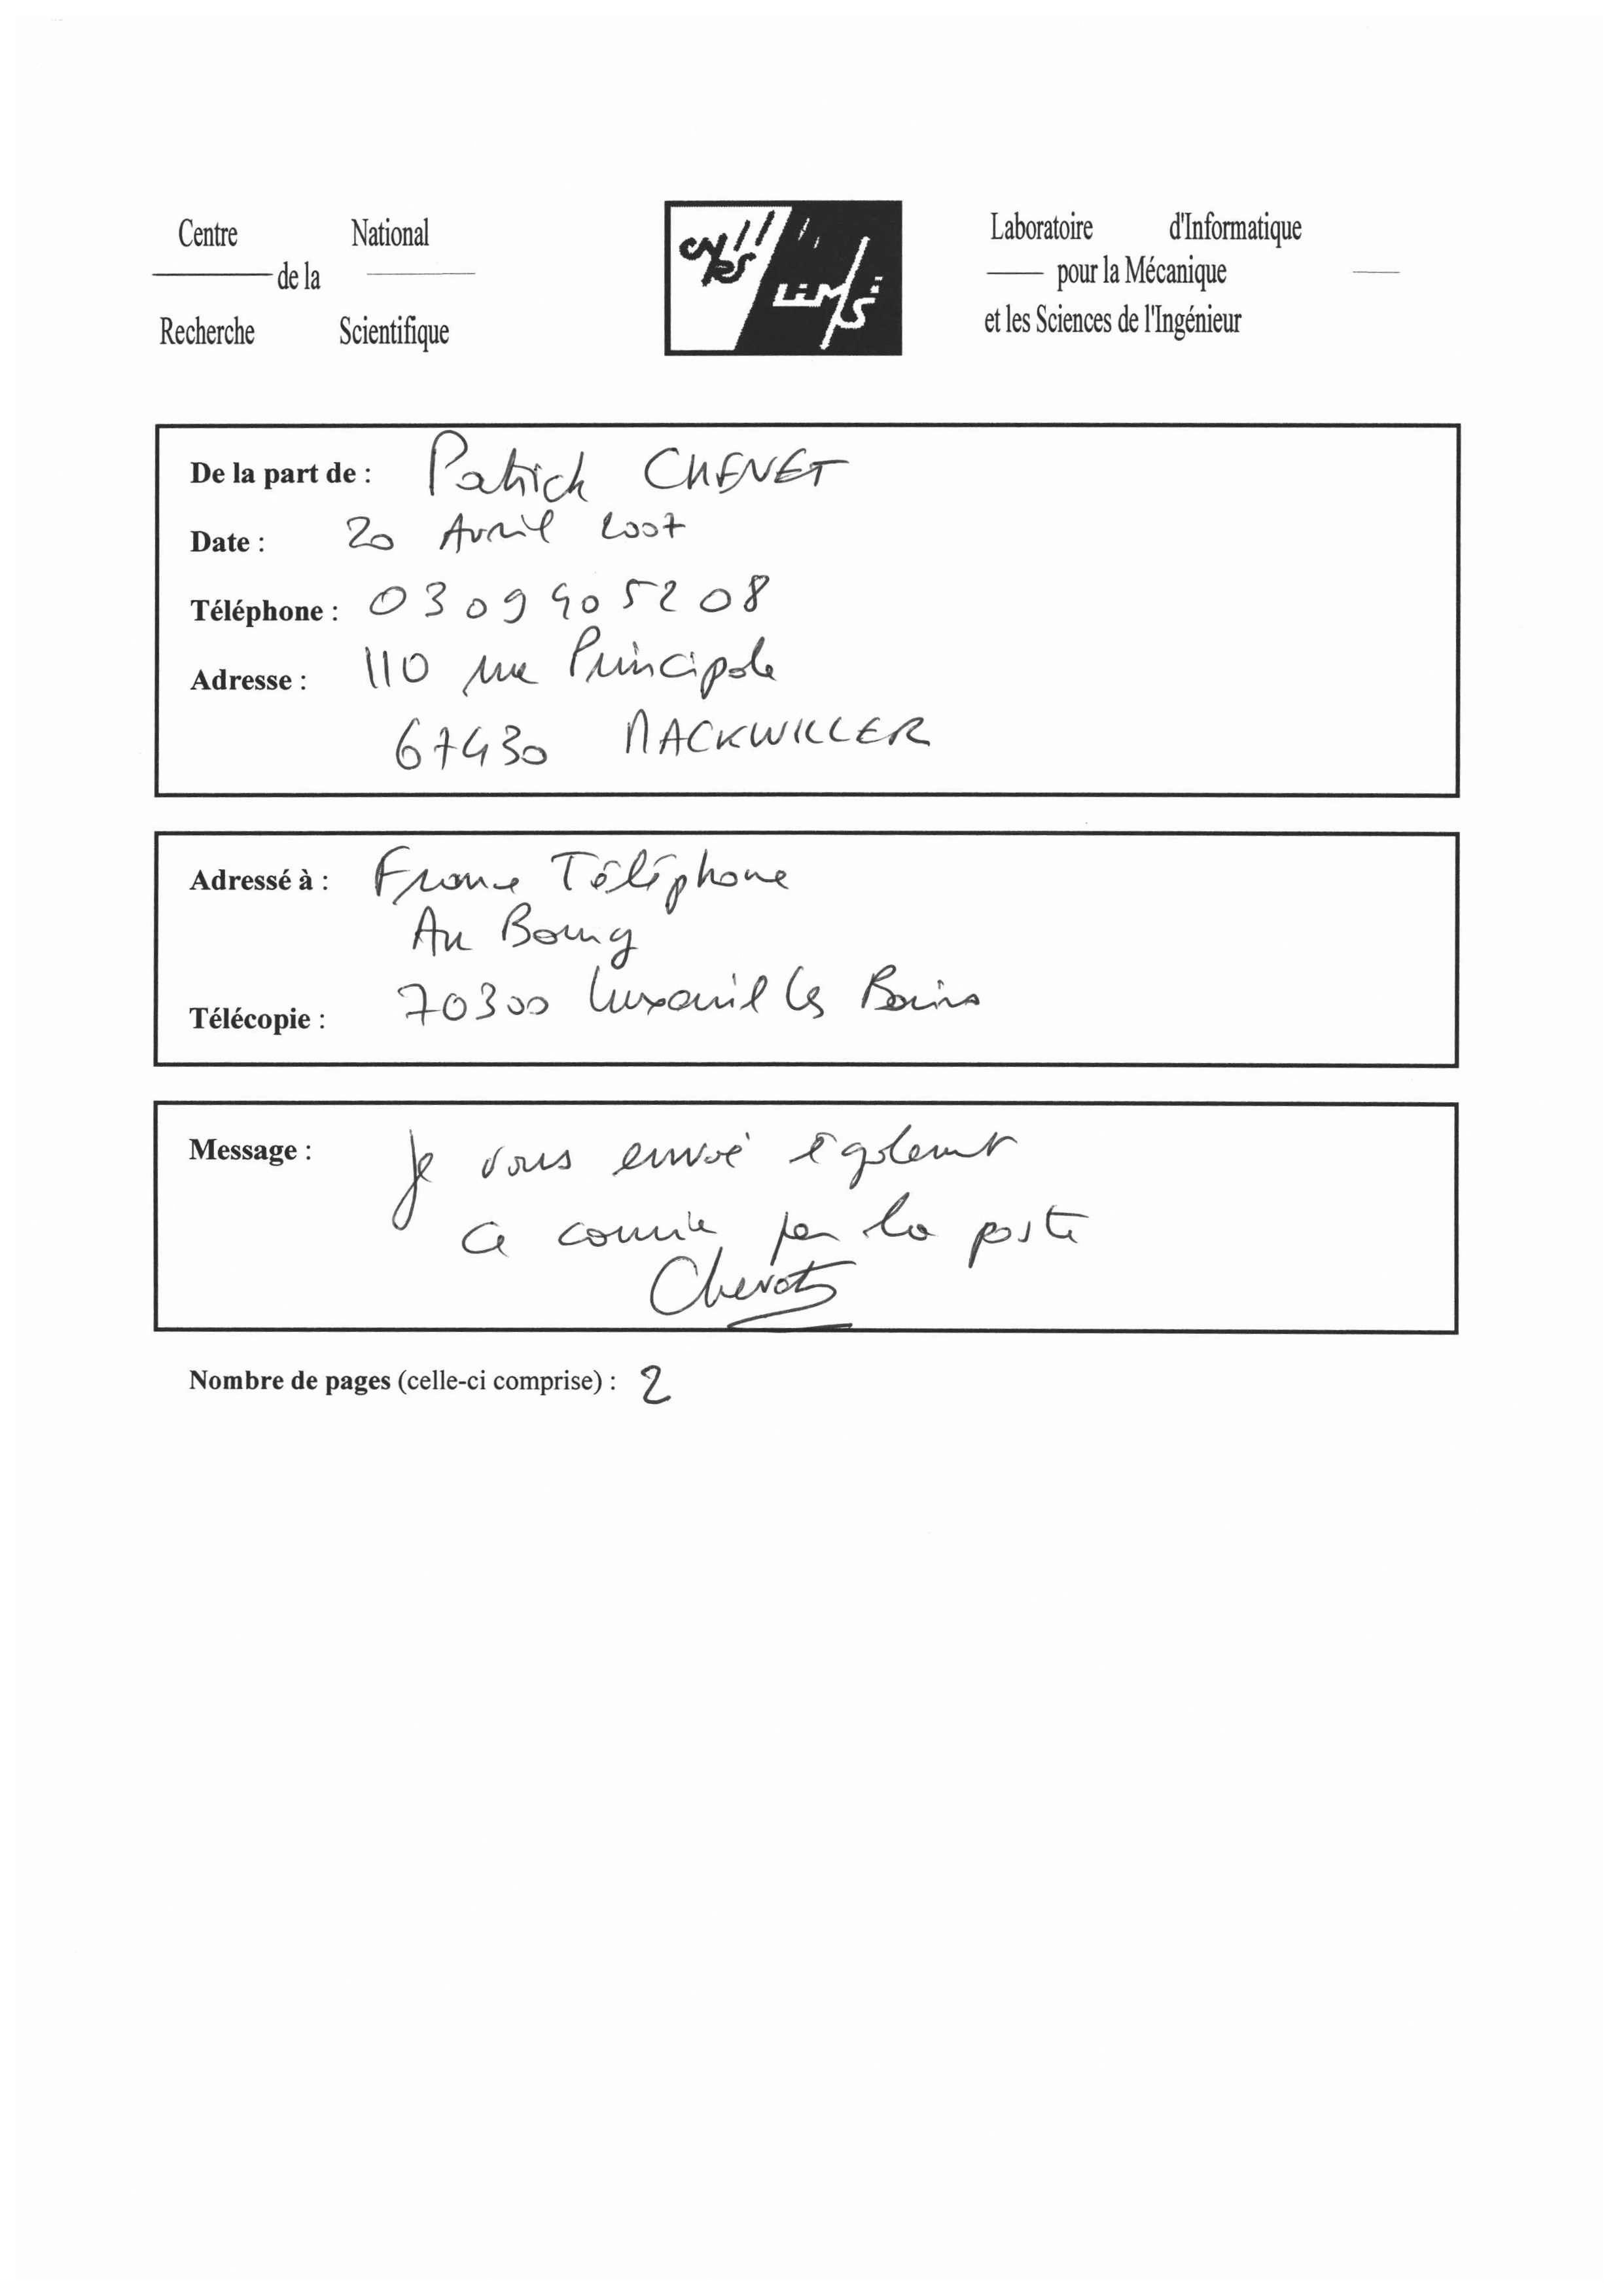 Centre National
de la
Recherche Scientifique
CNRS
LIMSI
Laboratoire d'Informatique
pour la Mécanique
et les Sciences de l'Ingénieur
De la part de : Patrick CHENET
Date : 20 Avril 2007
Téléphone : 0309905208
Adresse : 110 rue Principale
67430 MACKWILLER
Adressé à : France Téléphone
Au Bourg
70300 Luxeuil les Bains
Télécopie :
Message : Je vous envoie également
ce courrier par la poste
Nombre de pages (celle-ci comprise) : 2